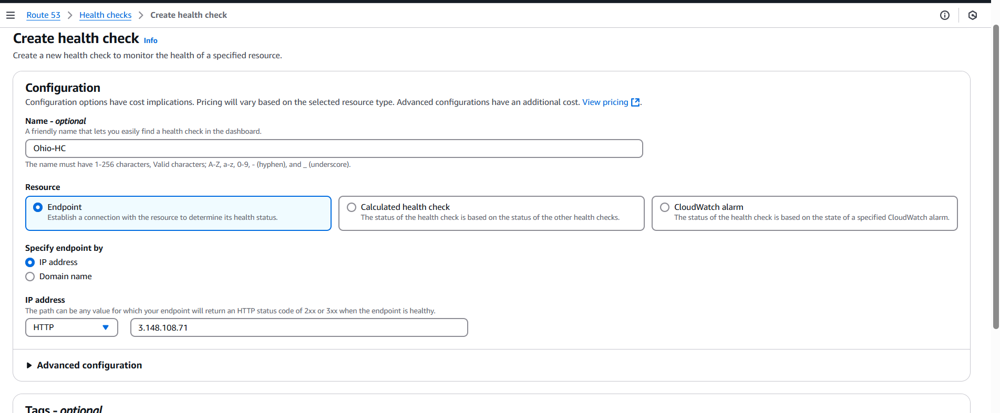 Route 53 > Health checks > Create health check
Create health check Info
Create a new health check to monitor the health of a specified resource.
Configuration
Configuration options have cost implications. Pricing will vary based on the selected resource type. Advanced configurations have an additional cost. View pricing.
Name - optional
A friendly name that lets you easily find a health check in the dashboard.
Ohio-HC
The name must have 1-256 characters, Valid characters; A-Z, a-z, 0-9, - (hyphen), and _ (underscore).
Resource
Endpoint
Establish a connection with the resource to determine its health status.
Calculated health check
The status of the health check is based on the status of the other health checks.
CloudWatch alarm
The status of the health check is based on the state of a specified CloudWatch alarm.
Specify endpoint by
IP address
Domain name
IP address
The path can be any value for which your endpoint will return an HTTP status code of 2xx or 3xx when the endpoint is healthy.
HTTP
3.148.108.71
Advanced configuration
Tags - optional